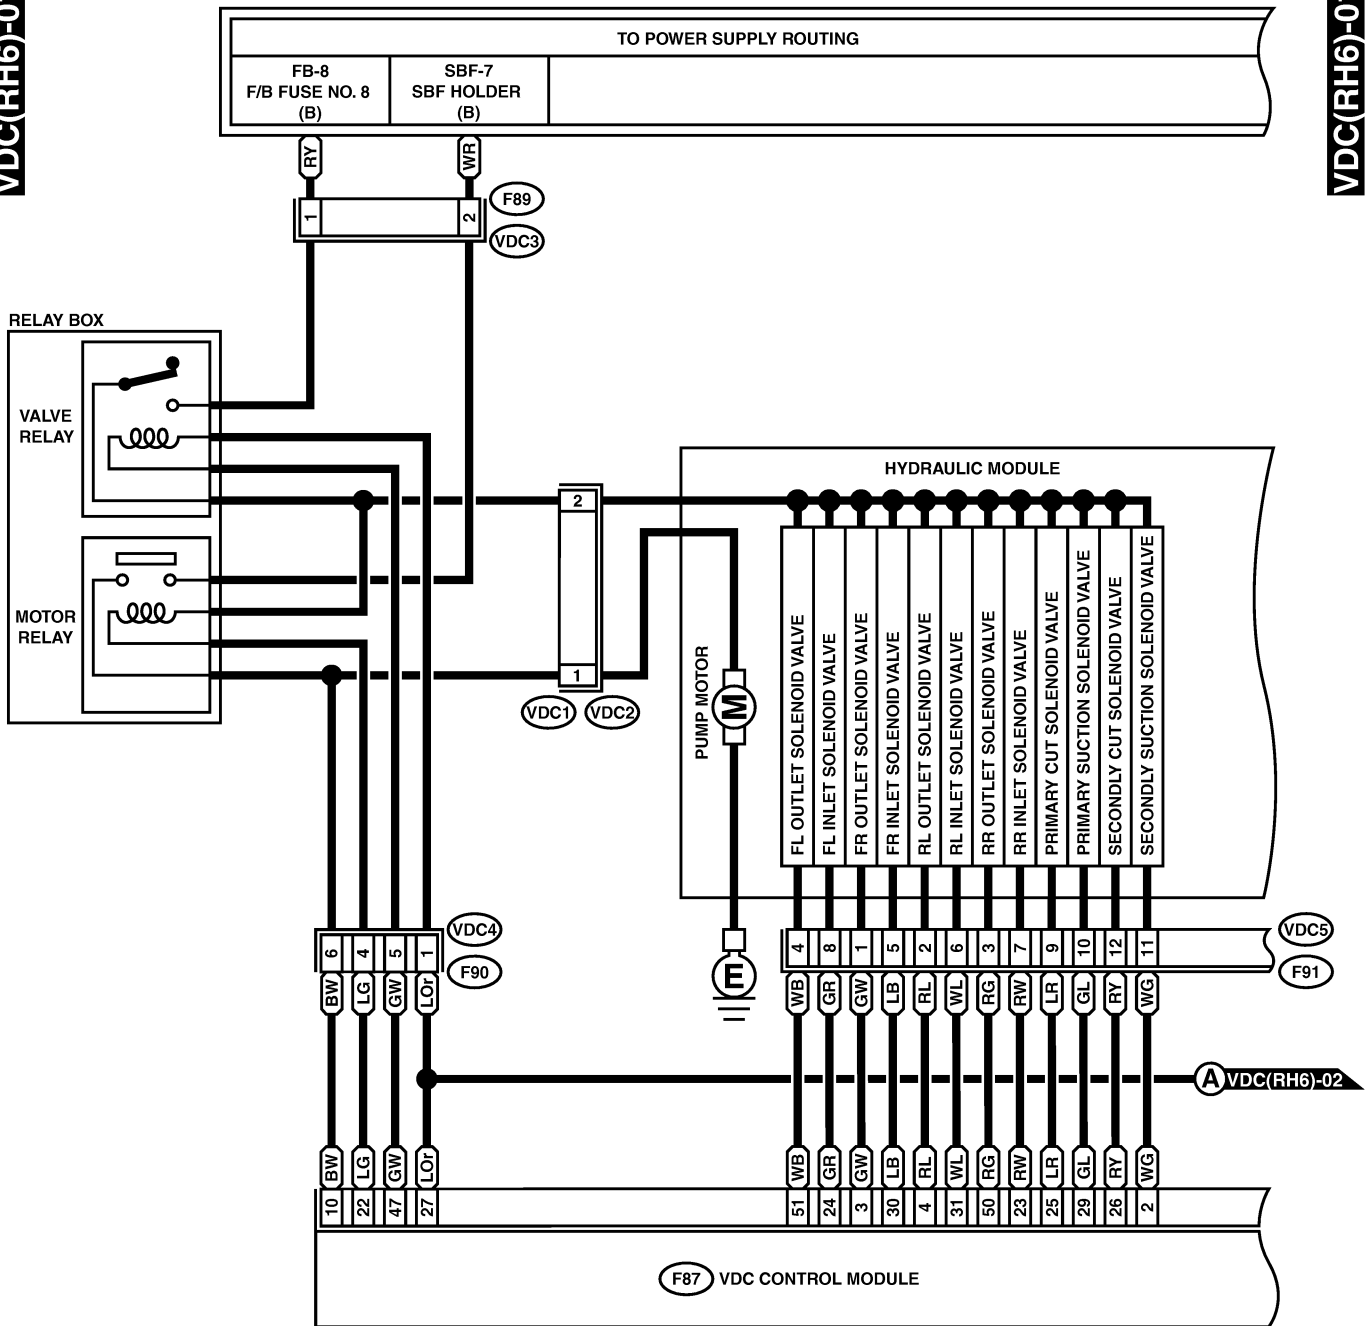 VDC(RH6)-0
VDC(RH6)-0
TO POWER SUPPLY ROUTING
FB-8
F/B FUSE NO. 8
(B)
SBF-7
SBF HOLDER
(B)
RY
WR
1
2
F89
VDC3
RELAY BOX
VALVE
RELAY
MOTOR
RELAY
2
1
VDC1
VDC2
HYDRAULIC MODULE
PUMP MOTOR
M
E
FL OUTLET SOLENOID VALVE
FL INLET SOLENOID VALVE
FR OUTLET SOLENOID VALVE
FR INLET SOLENOID VALVE
RL OUTLET SOLENOID VALVE
RL INLET SOLENOID VALVE
RR OUTLET SOLENOID VALVE
RR INLET SOLENOID VALVE
PRIMARY CUT SOLENOID VALVE
PRIMARY SUCTION SOLENOID VALVE
SECONDLY CUT SOLENOID VALVE
SECONDLY SUCTION SOLENOID VALVE
6
4
5
1
VDC4
F90
4
8
1
5
2
6
3
7
9
10
12
11
VDC5
F91
BW
LG
GW
LOr
WB
GR
GW
LB
RL
WL
RG
RW
LR
GL
RY
WG
A
VDC(RH6)-02
BW
LG
GW
LOr
WB
GR
GW
LB
RL
WL
RG
RW
LR
GL
RY
WG
10
22
47
27
51
24
3
30
4
31
50
23
25
29
26
2
F87
VDC CONTROL MODULE